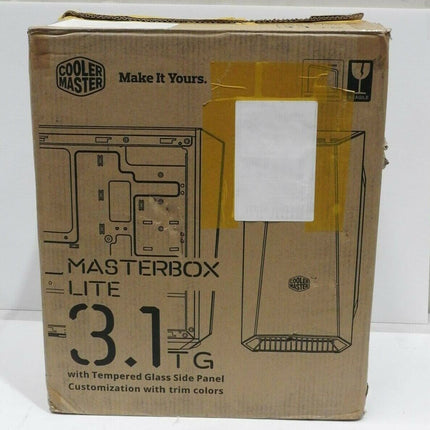 COOLER
MASTER
Make It Yours.
FRAGILE
COOLER
MASTER
MASTERBOX
LITE
3.1 TG
with Tempered Glass Side Panel
Customization with trim colors